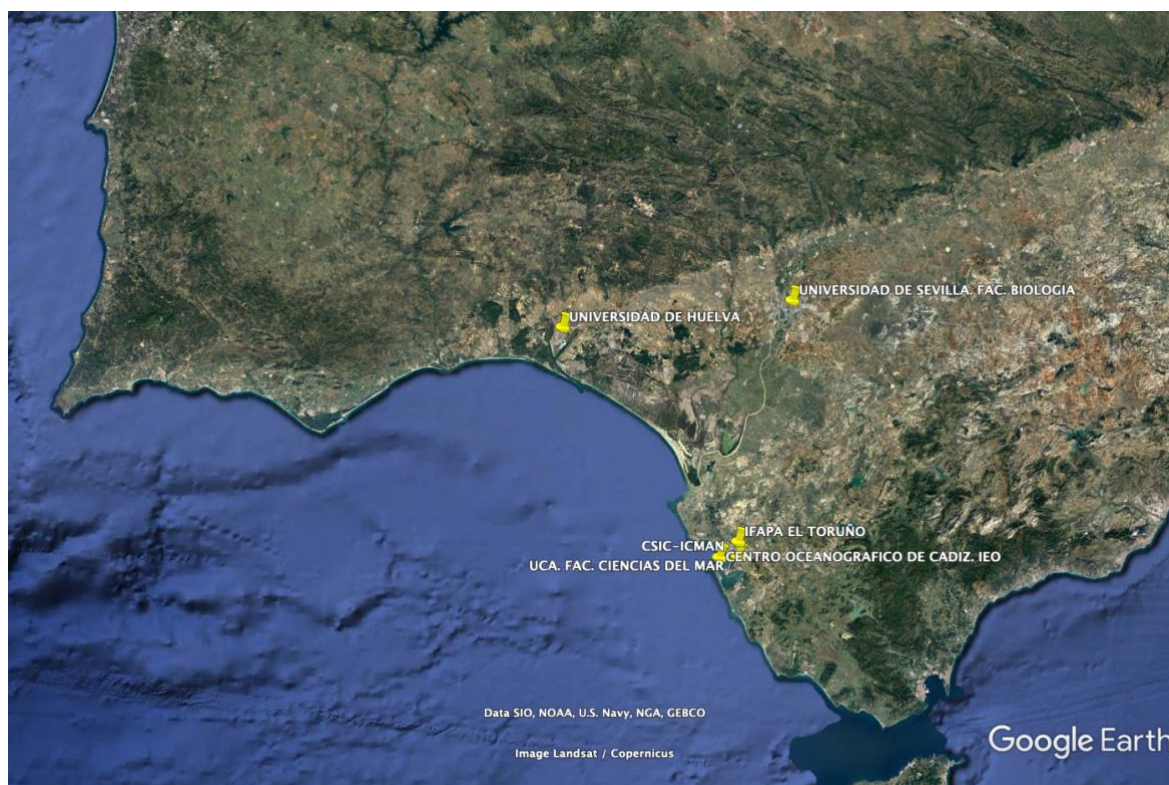 UNIVERSIDAD DE SEVILLA. FAC. BIOLOGIA
UNIVERSIDAD DE HUELVA
IFAPA EL TORUÑO
CSIC-ICMAN
CENTRO OCEANOGRAFICO DE CADIZ. IEO
UCA. FAC. CIENCIAS DEL MAR
Data SIO, NOAA, U.S. Navy, NGA, GEBCO
Image Landsat / Copernicus
Google Earth